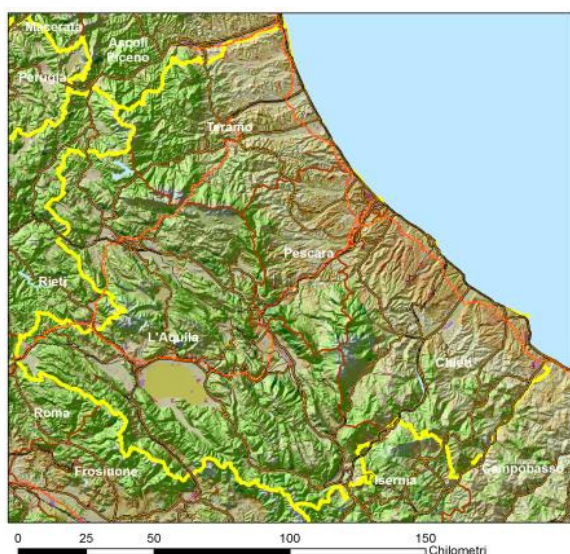 Macerata
Ascoli
Piceno
Perugia
Teramo
Pescara
Rieti
L'Aquila
Chieti
Roma
Frosinone
Isernia
Campobasso
0 25 50 100 150
Chilometri